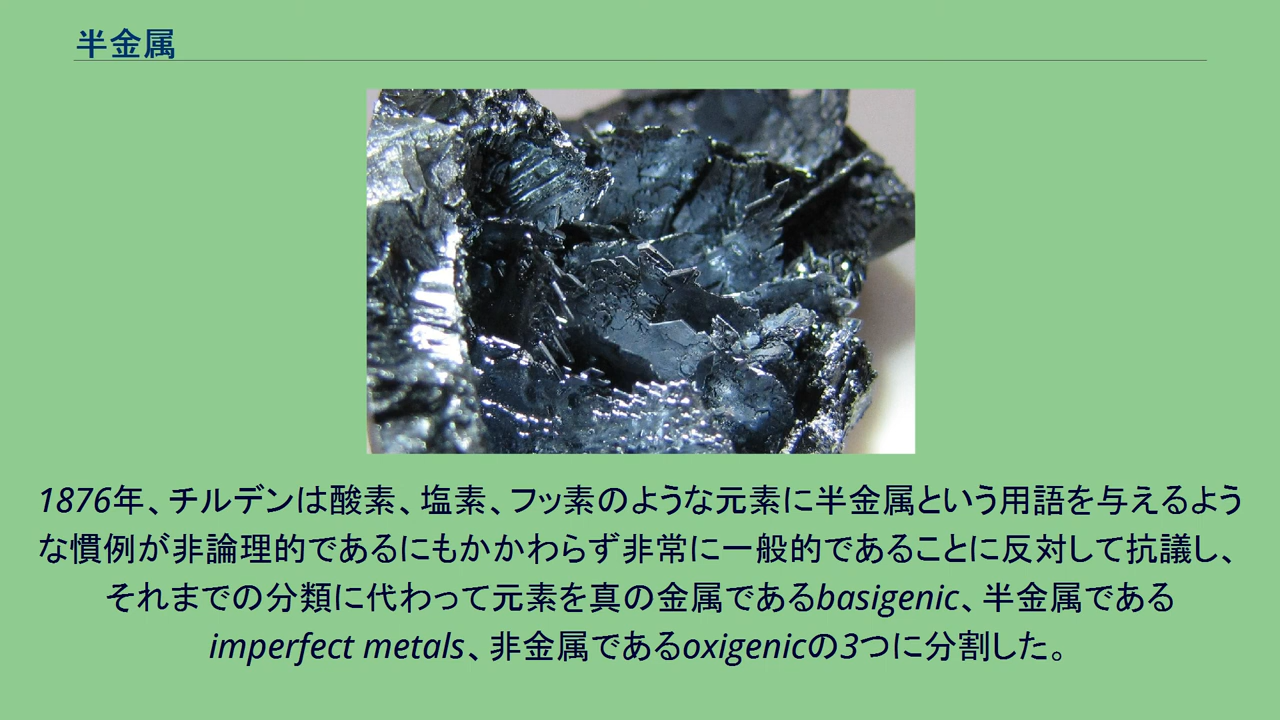 半金属
1876年、チルデンは酸素、塩素、フッ素のような元素に半金属という用語を与えるよう
な慣例が非論理的であるにもかかわらず非常に一般的であることに反対して抗議し、
それまでの分類に代わって元素を真の金属であるbasigenic、半金属である
imperfect metals、非金属であるoxigenicの3つに分割した。